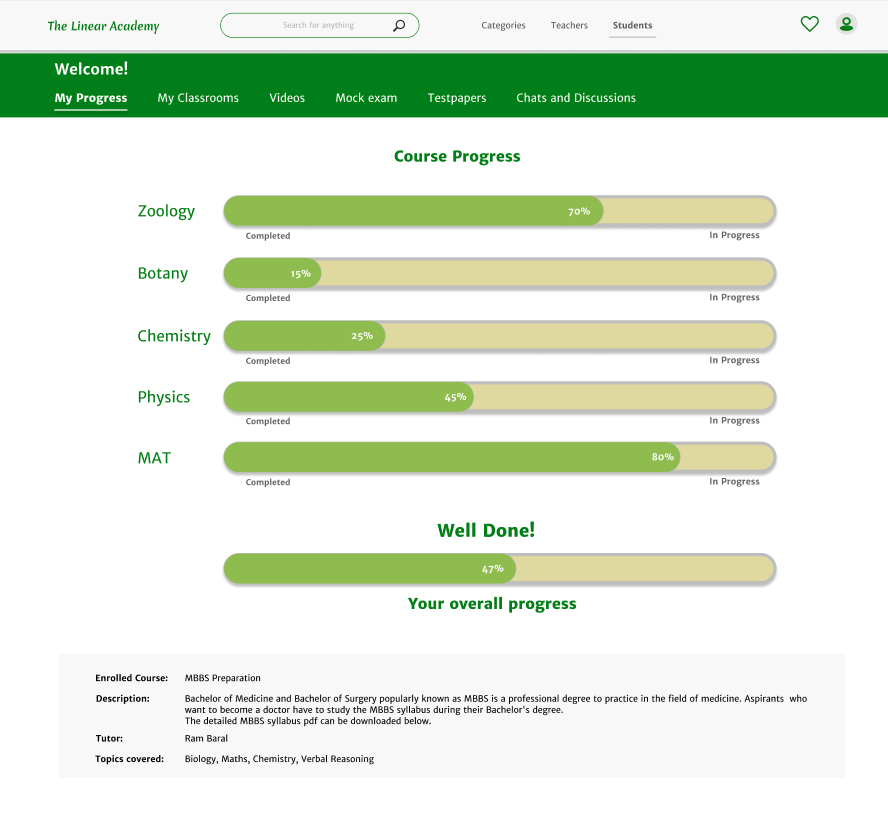 The Linear Academy
Search for anything
Categories Teachers Students
Welcome!
My Progress My Classrooms Videos Mock exam Testpapers Chats and Discussions
Course Progress
Zoology 70%
Completed In Progress
Botany 15%
Completed In Progress
Chemistry 25%
Completed In Progress
Physics 45%
Completed In Progress
MAT 80%
Completed In Progress
Well Done!
47%
Your overall progress
Enrolled Course: MBBS Preparation
Description: Bachelor of Medicine and Bachelor of Surgery popularly known as MBBS is a professional degree to practice in the field of medicine. Aspirants who
want to become a doctor have to study the MBBS syllabus during their Bachelor's degree.
The detailed MBBS syllabus pdf can be downloaded below.
Tutor: Ram Baral
Topics covered: Biology, Maths, Chemistry, Verbal Reasoning